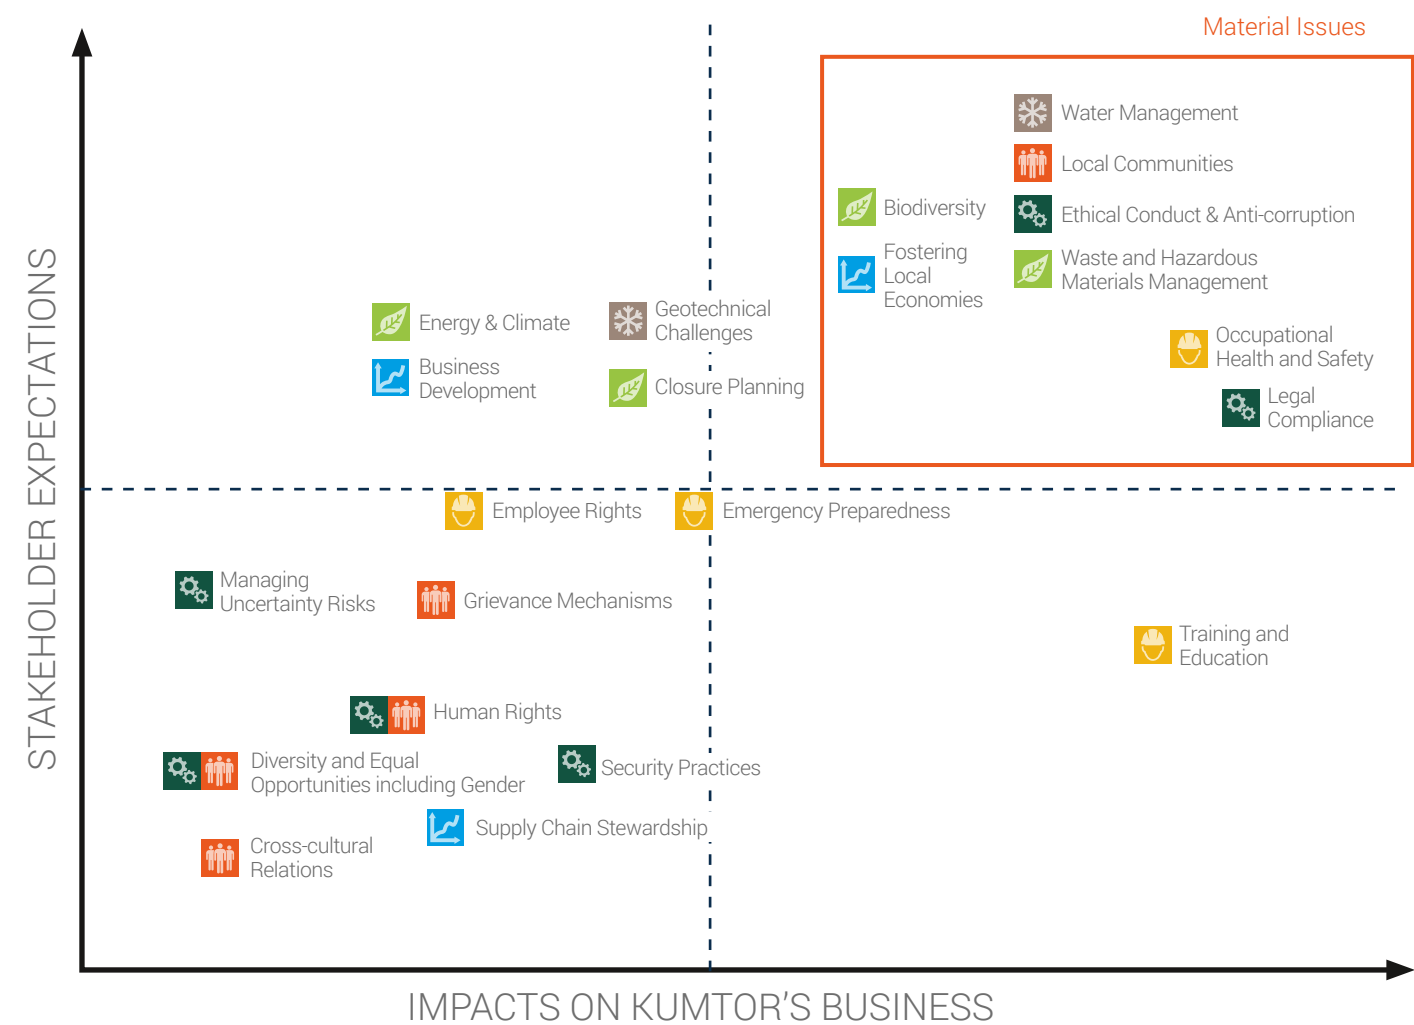 Material Issues
Water Management
Local Communities
Biodiversity
Ethical Conduct & Anti-corruption
Fostering
Local
Economies
Waste and Hazardous
Materials Management
Energy & Climate
Geotechnical
Challenges
Occupational
Health and Safety
Business
Development
Closure Planning
Legal
Compliance
STAKEHOLDER EXPECTATIONS
Employee Rights
Emergency Preparedness
Managing
Uncertainty Risks
Grievance Mechanisms
Training and
Education
Human Rights
Diversity and Equal
Opportunities including Gender
Security Practices
Supply Chain Stewardship
Cross-cultural
Relations
IMPACTS ON KUMTOR'S BUSINESS